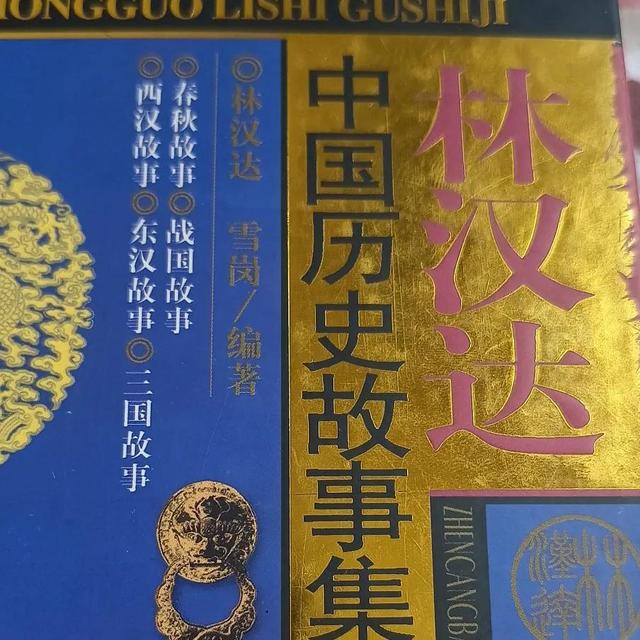 HONGGUO LISHI GUSHIJI
林汉达
中国历史故事集
◎林汉达 雪岗/编著
◎春秋故事◎战国故事
◎西汉故事◎东汉故事◎三国故事
ZHENCANGB